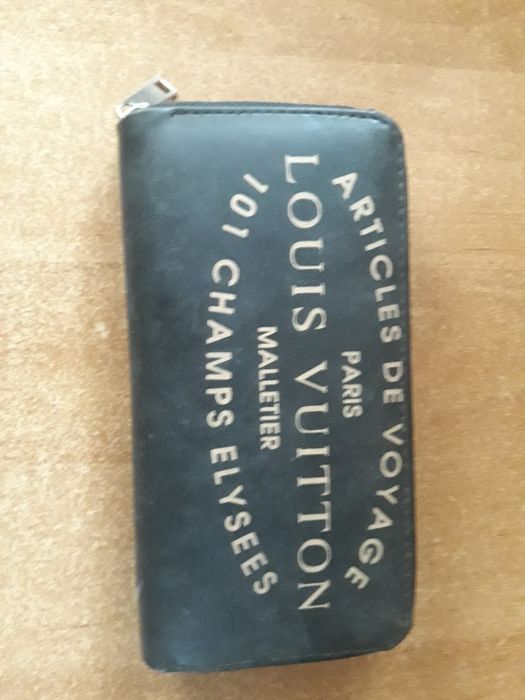 ARTICLES DE VOYAGE
PARIS
LOUIS VUITTON
MALLETIER
101 CHAMPS ELYSEES